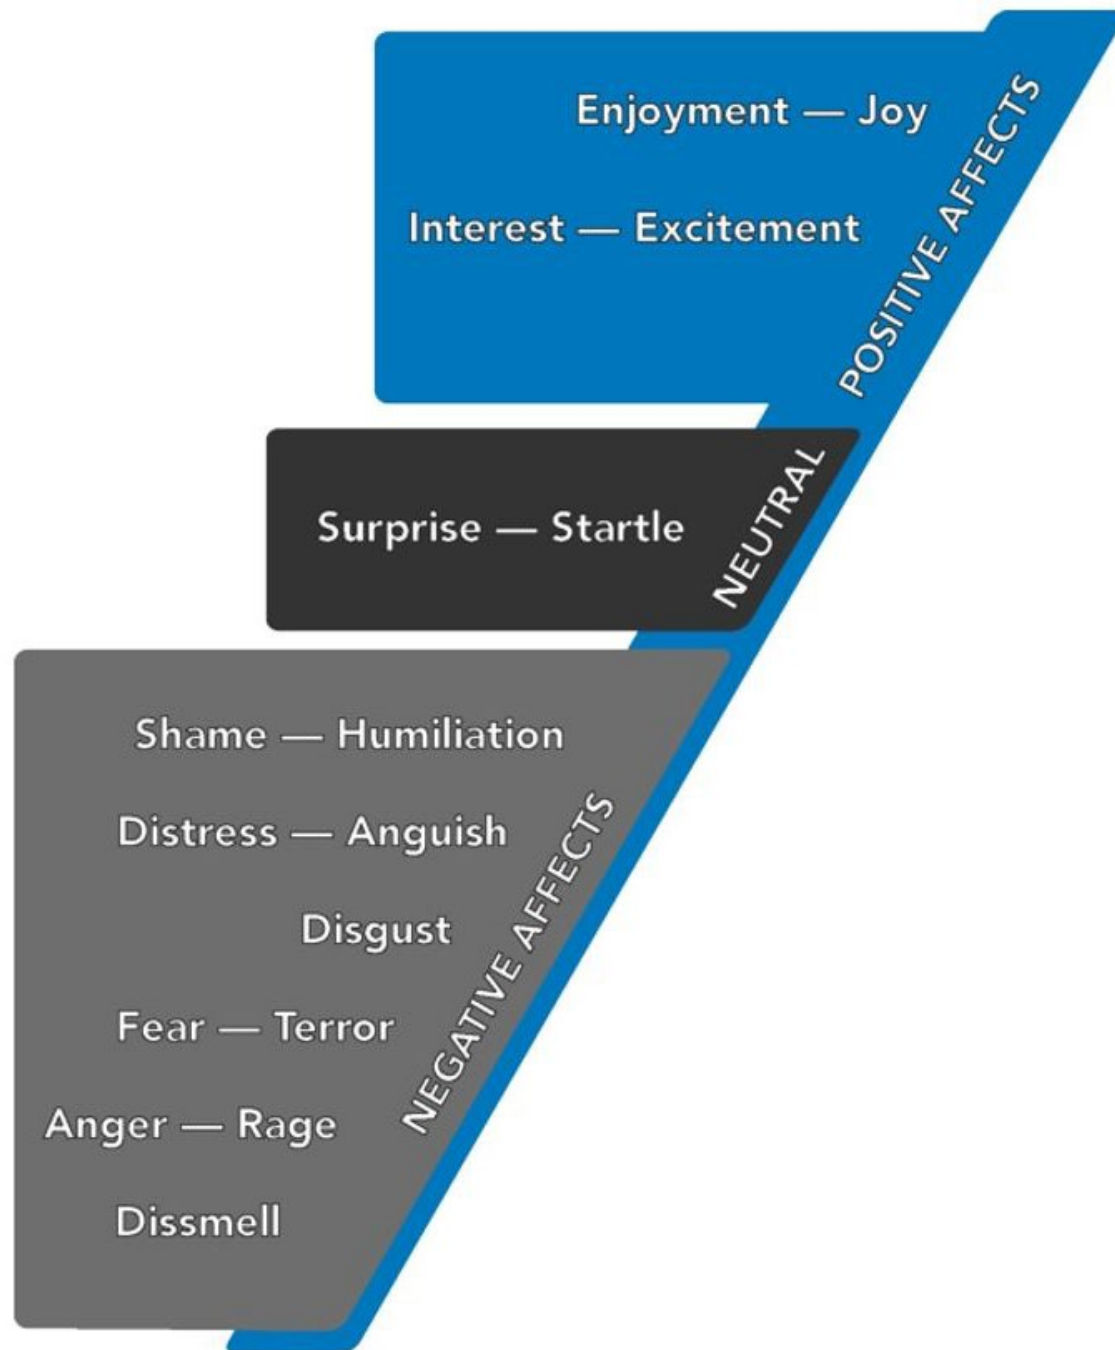 Enjoyment — Joy
Interest — Excitement
POSITIVE AFFECTS
Surprise — Startle
NEUTRAL
Shame — Humiliation
Distress — Anguish
Disgust
Fear — Terror
Anger — Rage
Dissmell
NEGATIVE AFFECTS